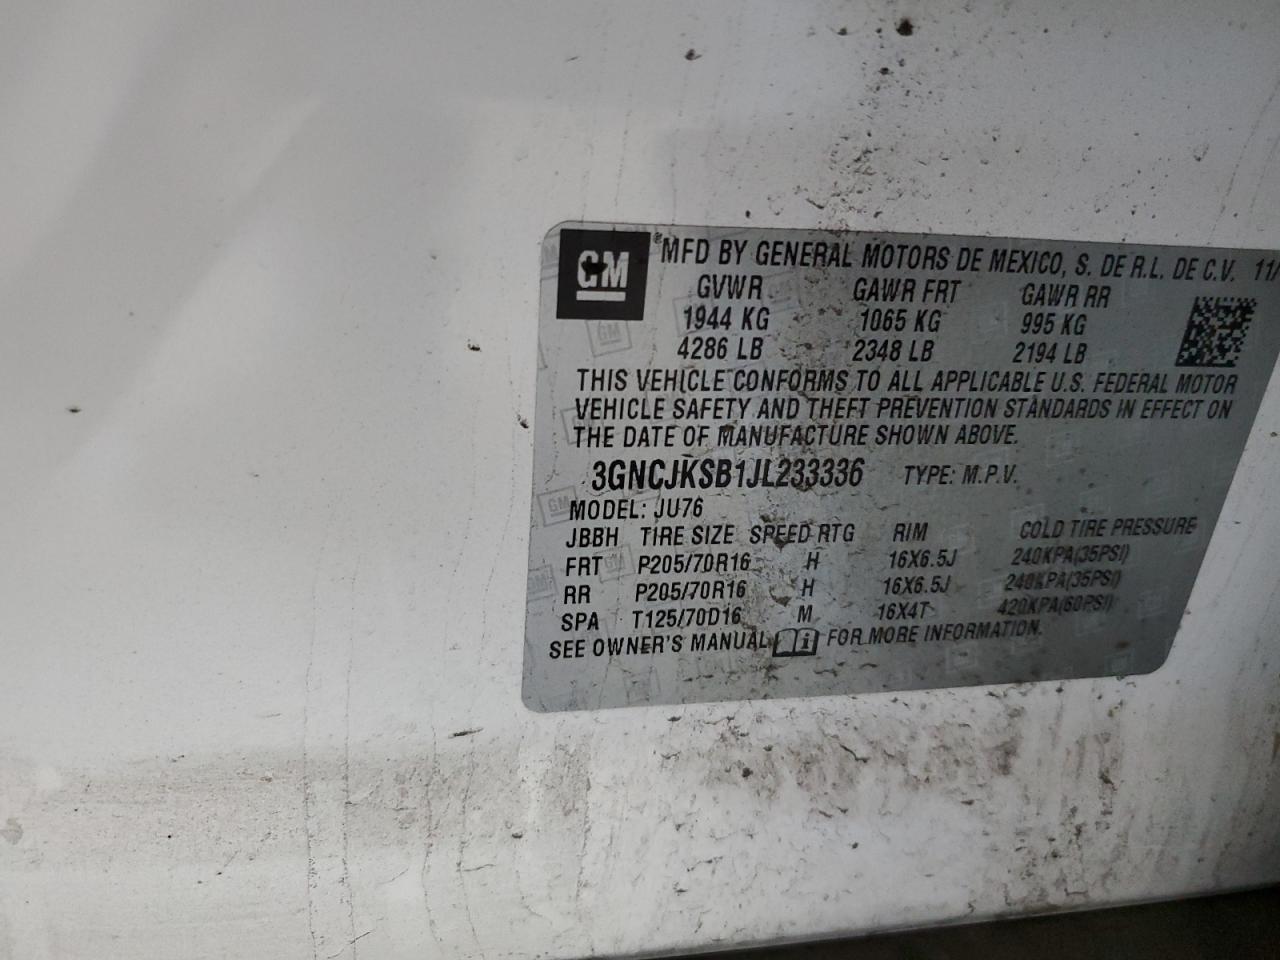 GM ®MFD BY GENERAL MOTORS DE MEXICO, S. DE R.L. DE C.V. 11/
GVWR GAWR FRT GAWR RR
1944 KG 1065 KG 995 KG
4286 LB 2348 LB 2194 LB
THIS VEHICLE CONFORMS TO ALL APPLICABLE U.S. FEDERAL MOTOR
VEHICLE SAFETY AND THEFT PREVENTION STANDARDS IN EFFECT ON
THE DATE OF MANUFACTURE SHOWN ABOVE.
3GNCJKSB1JL233336 TYPE: M.P.V.
MODEL: JU76
JBBH TIRE SIZE SPEED RTG RIM COLD TIRE PRESSURE
FRT P205/70R16 H 16X6.5J 240KPA(35PSI)
RR P205/70R16 H 16X6.5J 240KPA(35PSI)
SPA T125/70D16 M 16X4T 420KPA(60PSI)
SEE OWNER'S MANUAL i FOR MORE INFORMATION.